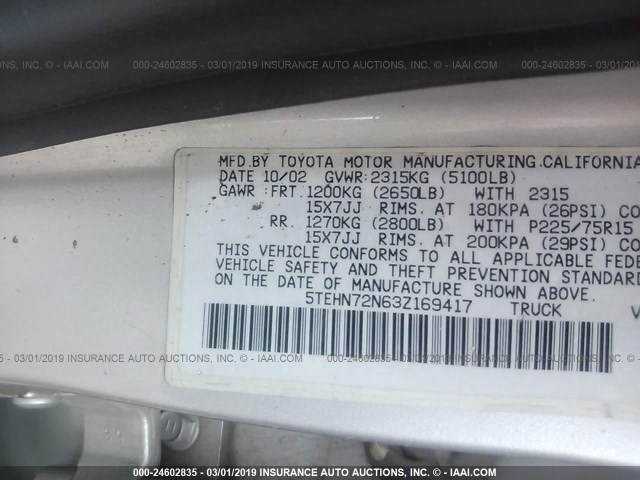 000-24602835 - 03/01/2019 INSURANCE AUTO AUCTIONS, INC. © - IAAI.COM
MFD.BY TOYOTA MOTOR MANUFACTURING.CALIFORNIA
DATE 10/02 GVWR:2315KG (5100LB)
GAWR:FRT.1200KG (2650LB) WITH 2315
15X7JJ RIMS. AT 180KPA (26PSI) CO
RR. 1270KG (2800LB) WITH P225/75R15
15X7JJ RIMS. AT 200KPA (29PSI) CO
THIS VEHICLE CONFORMS TO ALL APPLICABLE FEDE
VEHICLE SAFETY AND THEFT PREVENTION STANDARD
ON THE DATE OF MANUFACTURE SHOWN ABOVE.
5TEHN72N63Z169417 TRUCK V
000-24602835 - 03/01/2019 INSURANCE AUTO AUCTIONS, INC. © - IAAI.COM
000-24602835 - 03/01/2019 INSURANCE AUTO AUCTIONS, INC. © - IAAI.COM